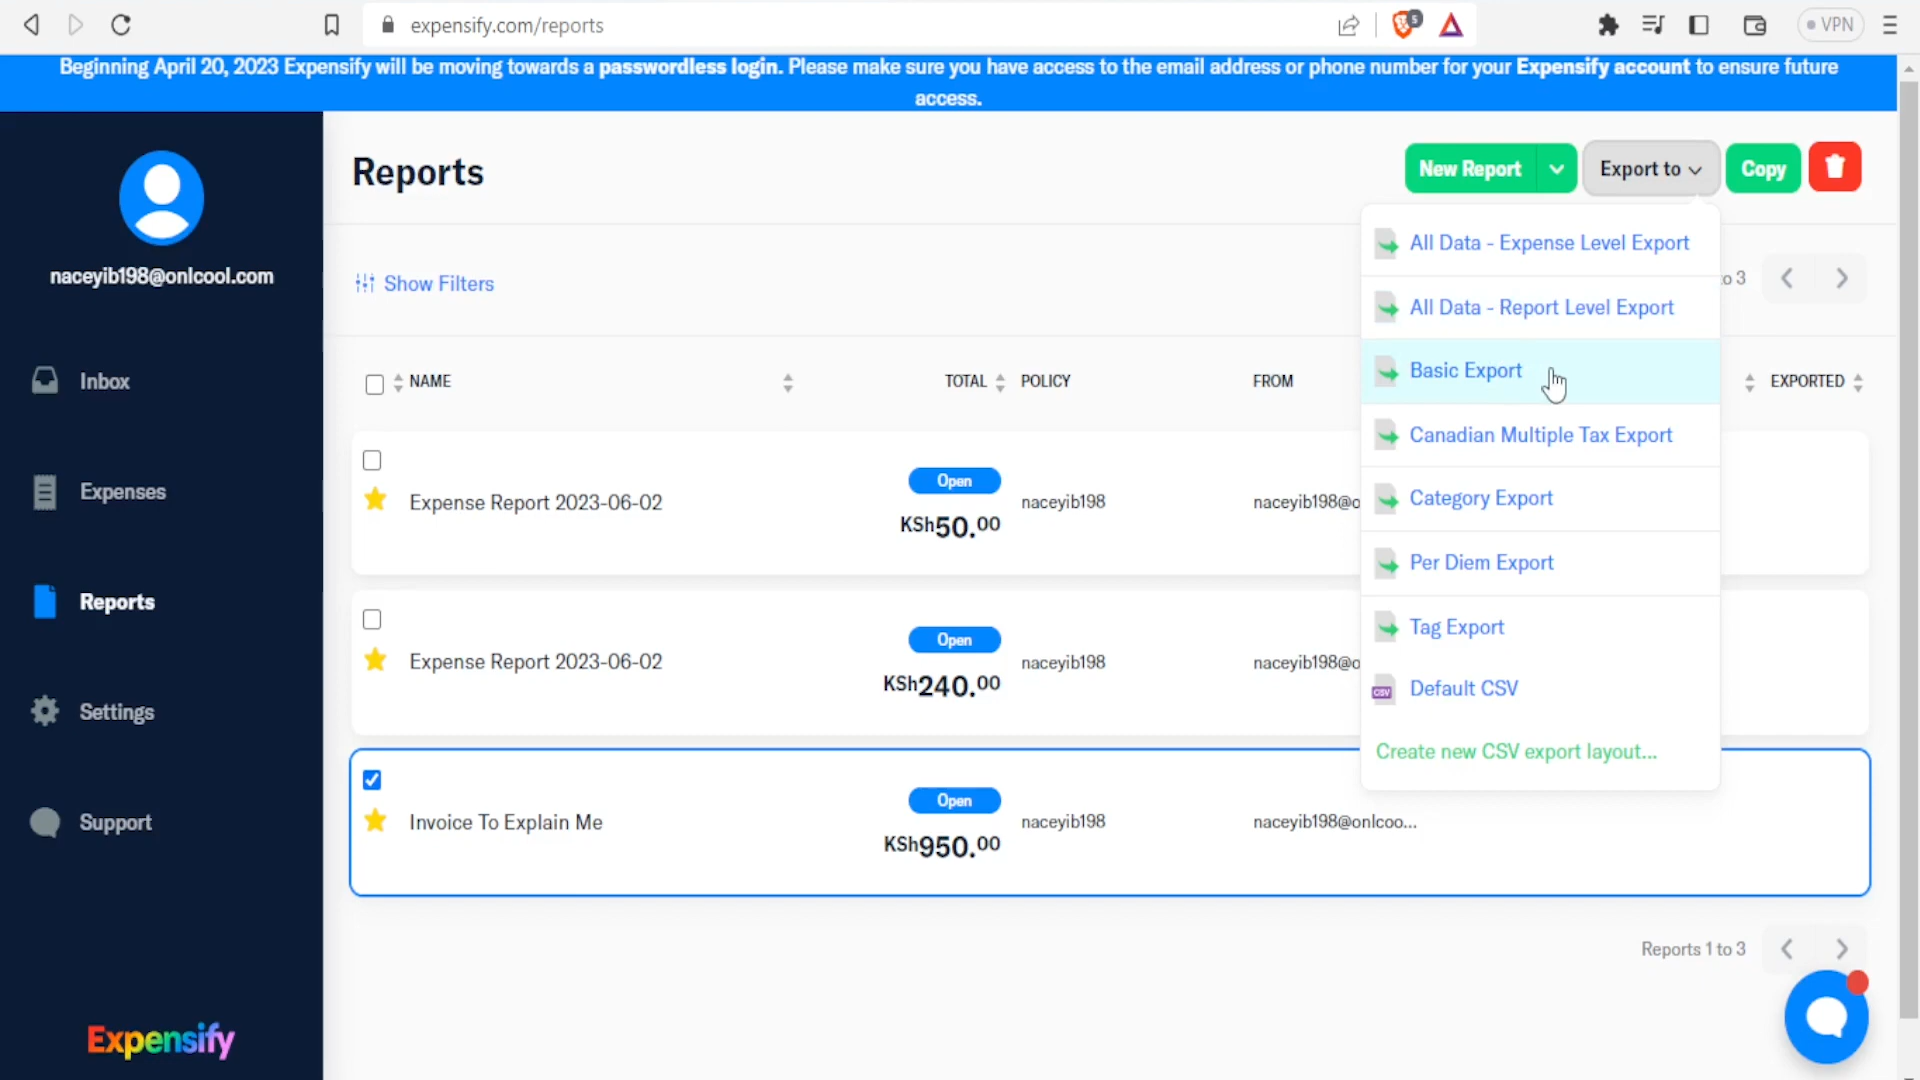 expensify.com/reports
5
VPN
Beginning April 20, 2023 Expensify will be moving towards a passwordless login. Please make sure you have access to the email address or phone number for your Expensify account to ensure future
access.
naceyib198@onlcool.com
Inbox
Expenses
Reports
Settings
Support
Expensify
Reports
New Report
Export to
Copy
Show Filters
to 3
All Data - Expense Level Export
All Data - Report Level Export
Basic Export
Canadian Multiple Tax Export
Category Export
Per Diem Export
Tag Export
CSV Default CSV
Create new CSV export layout...
NAME TOTAL POLICY FROM EXPORTED
Open
Expense Report 2023-06-02 KSh50.00 naceyib198 naceyib198@o
Open
Expense Report 2023-06-02 KSh240.00 naceyib198 naceyib198@o
Open
Invoice To Explain Me KSh950.00 naceyib198 naceyib198@onlcoo...
Reports 1 to 3